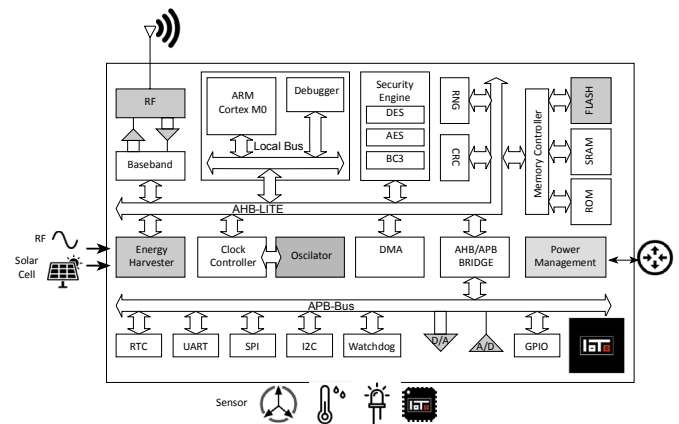 RF
ARM
Cortex M0
Debugger
Local Bus
Security
Engine
DES
AES
BC3
RNG
CRC
Memory Controller
FLASH
SRAM
ROM
Baseband
AHB-LITE
RF
Solar
Cell
Energy
Harvester
Clock
Controller
Oscilator
DMA
AHB/APB
BRIDGE
Power
Management
APB-Bus
RTC
UART
SPI
I2C
Watchdog
D/A
A/D
GPIO
Sensor